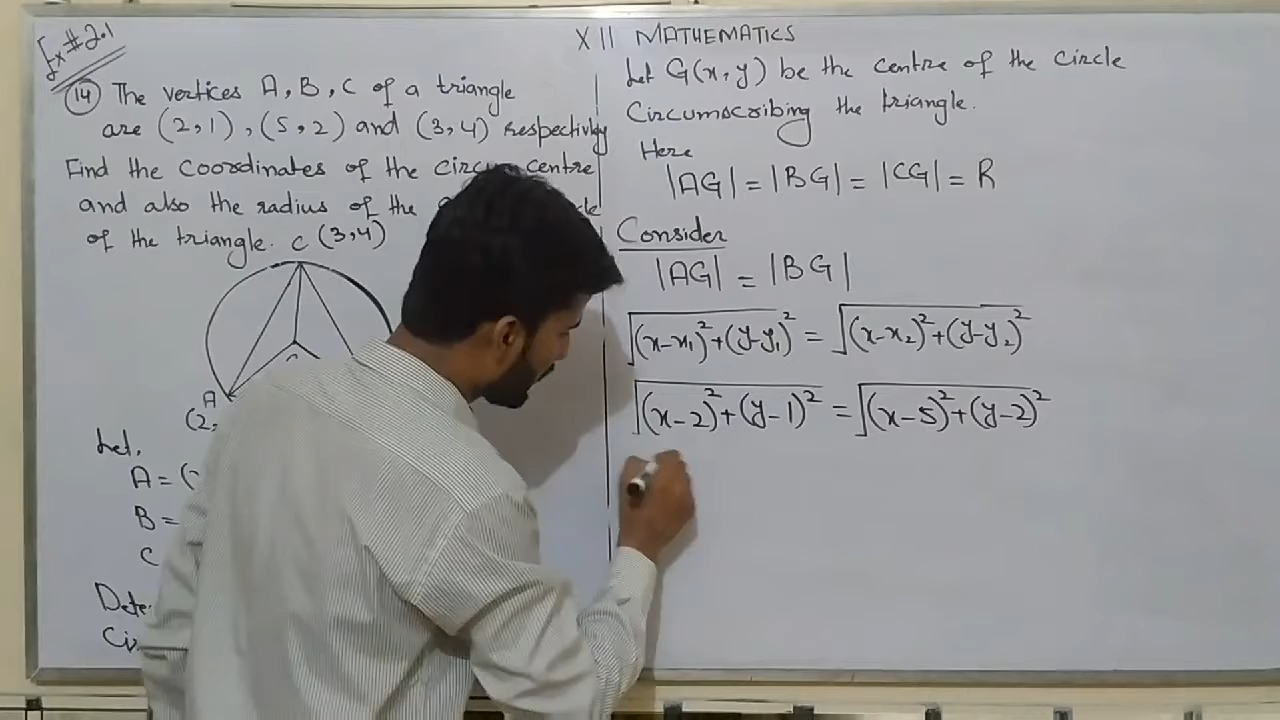 Ex # 2.1
XII MATHEMATICS
14 The vertices A, B, C of a triangle
are (2,1), (5,2) and (3,4) respectively
Find the coordinates of the circumcentre
and also the radius of the
of the triangle.
C (3,4)
A
(2,
Let,
A = (
B =
C
Let G(x,y) be the centre of the circle
Circumscribing the triangle.
Here
|AG| = |BG| = |CG| = R
Consider
|AG| = |BG|
√(x-x₁)²+(y-y₁)² = √(x-x₂)²+(y-y₂)²
√(x-2)²+(y-1)² = √(x-5)²+(y-2)²